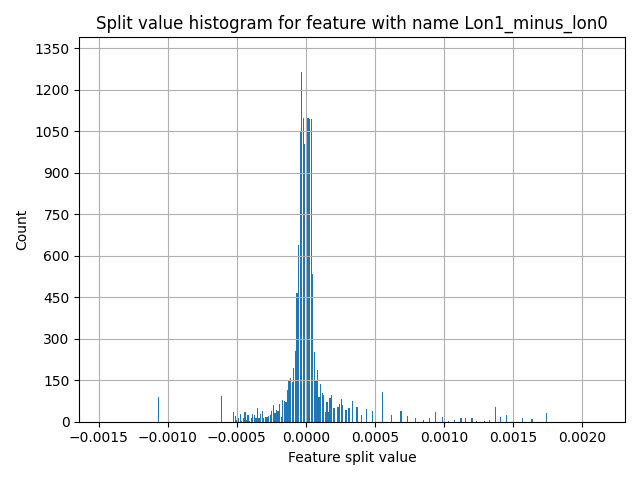 Split value histogram for feature with name Lon1_minus_lon0
Count
1350
1200
1050
900
750
600
450
300
150
0
−0.0015 −0.0010 −0.0005 0.0000 0.0005 0.0010 0.0015 0.0020
Feature split value